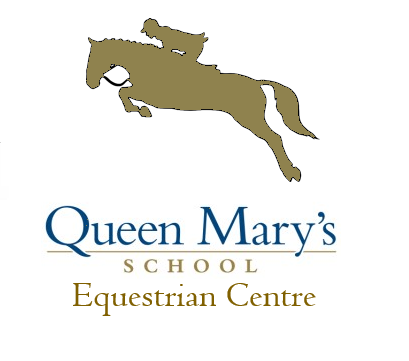 Queen Mary's
SCHOOL
Equestrian Centre